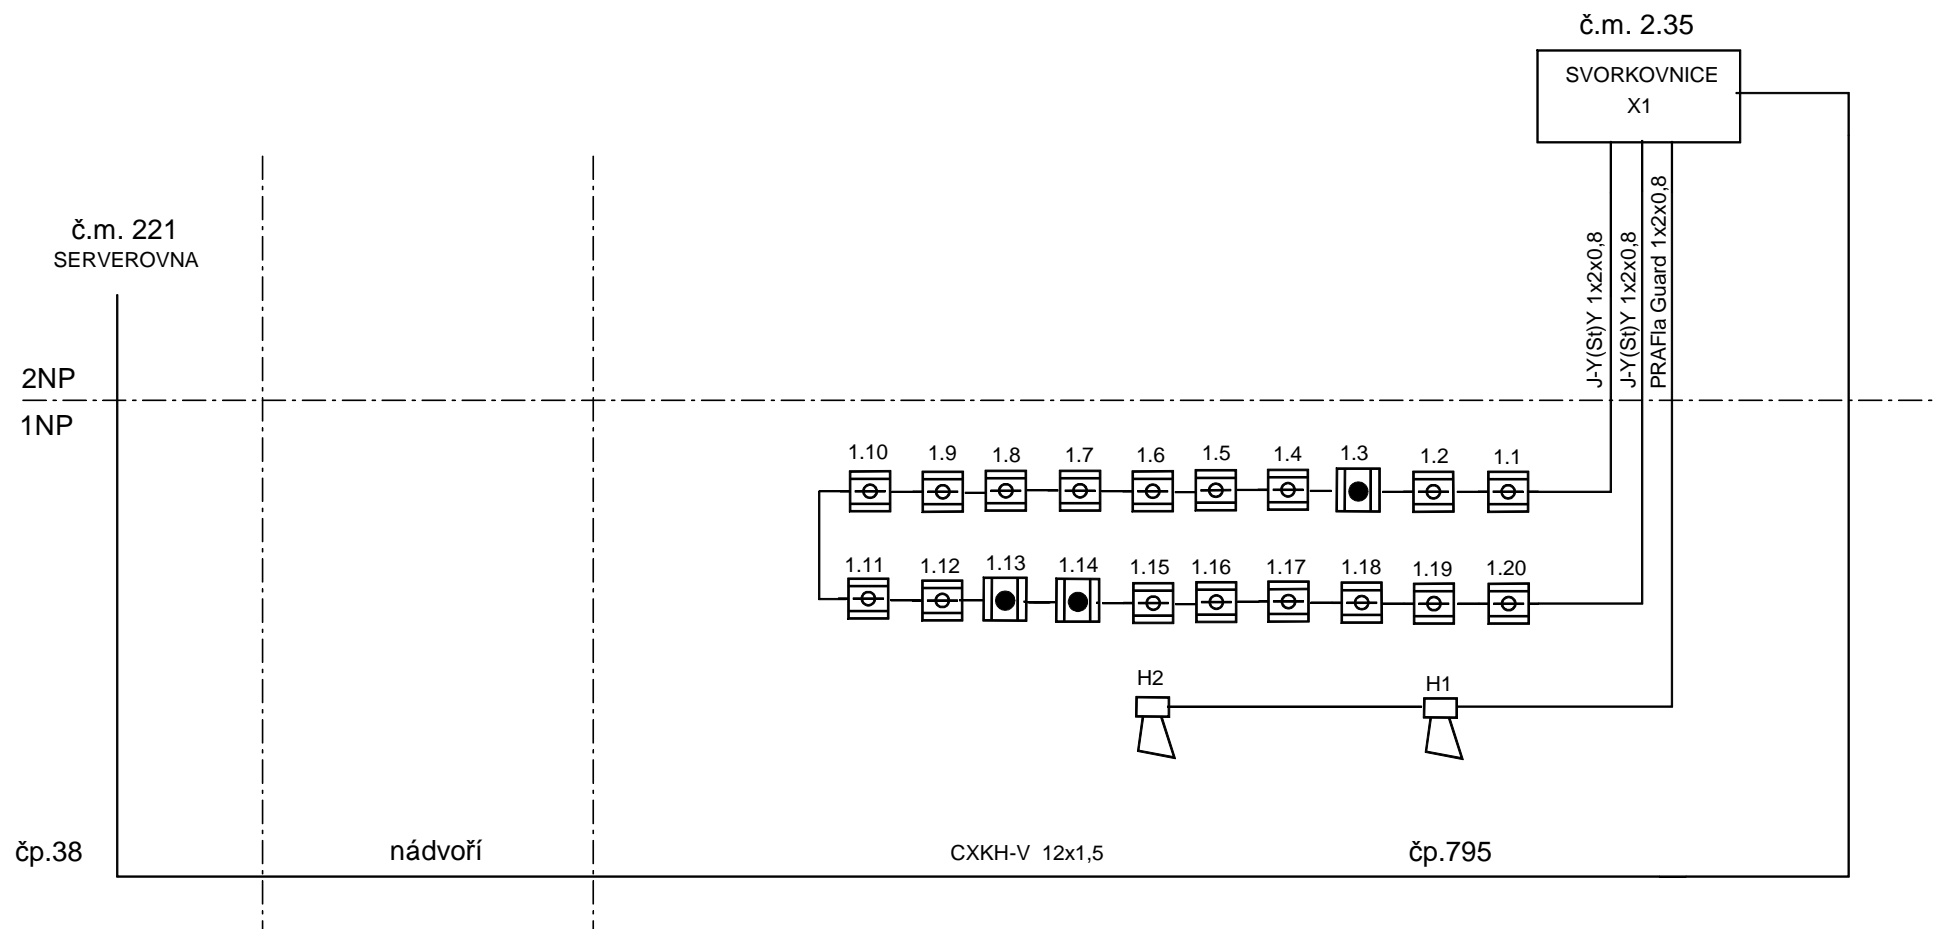 č.m. 2.35
SVORKOVNICE
X1
č.m. 221
SERVEROVNA
J-Y(St)Y 1x2x0,8
J-Y(St)Y 1x2x0,8
PRAFla Guard 1x2x0,8
2NP
1NP
1.10 1.9 1.8 1.7 1.6 1.5 1.4 1.3 1.2 1.1
1.11 1.12 1.13 1.14 1.15 1.16 1.17 1.18 1.19 1.20
H2 H1
čp.38 nádvoří CXKH-V 12x1,5 čp.795